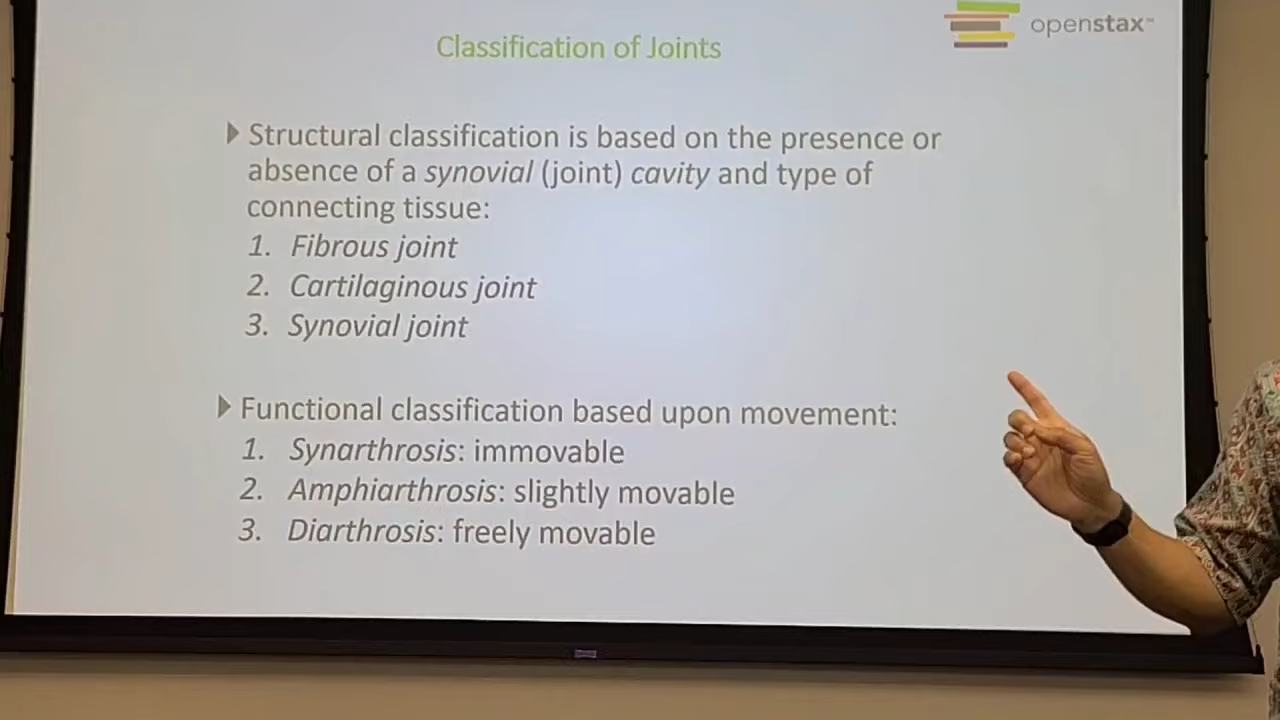 openstax™
Classification of Joints
Structural classification is based on the presence or
absence of a synovial (joint) cavity and type of
connecting tissue:
1. Fibrous joint
2. Cartilaginous joint
3. Synovial joint
Functional classification based upon movement:
1. Synarthrosis: immovable
2. Amphiarthrosis: slightly movable
3. Diarthrosis: freely movable